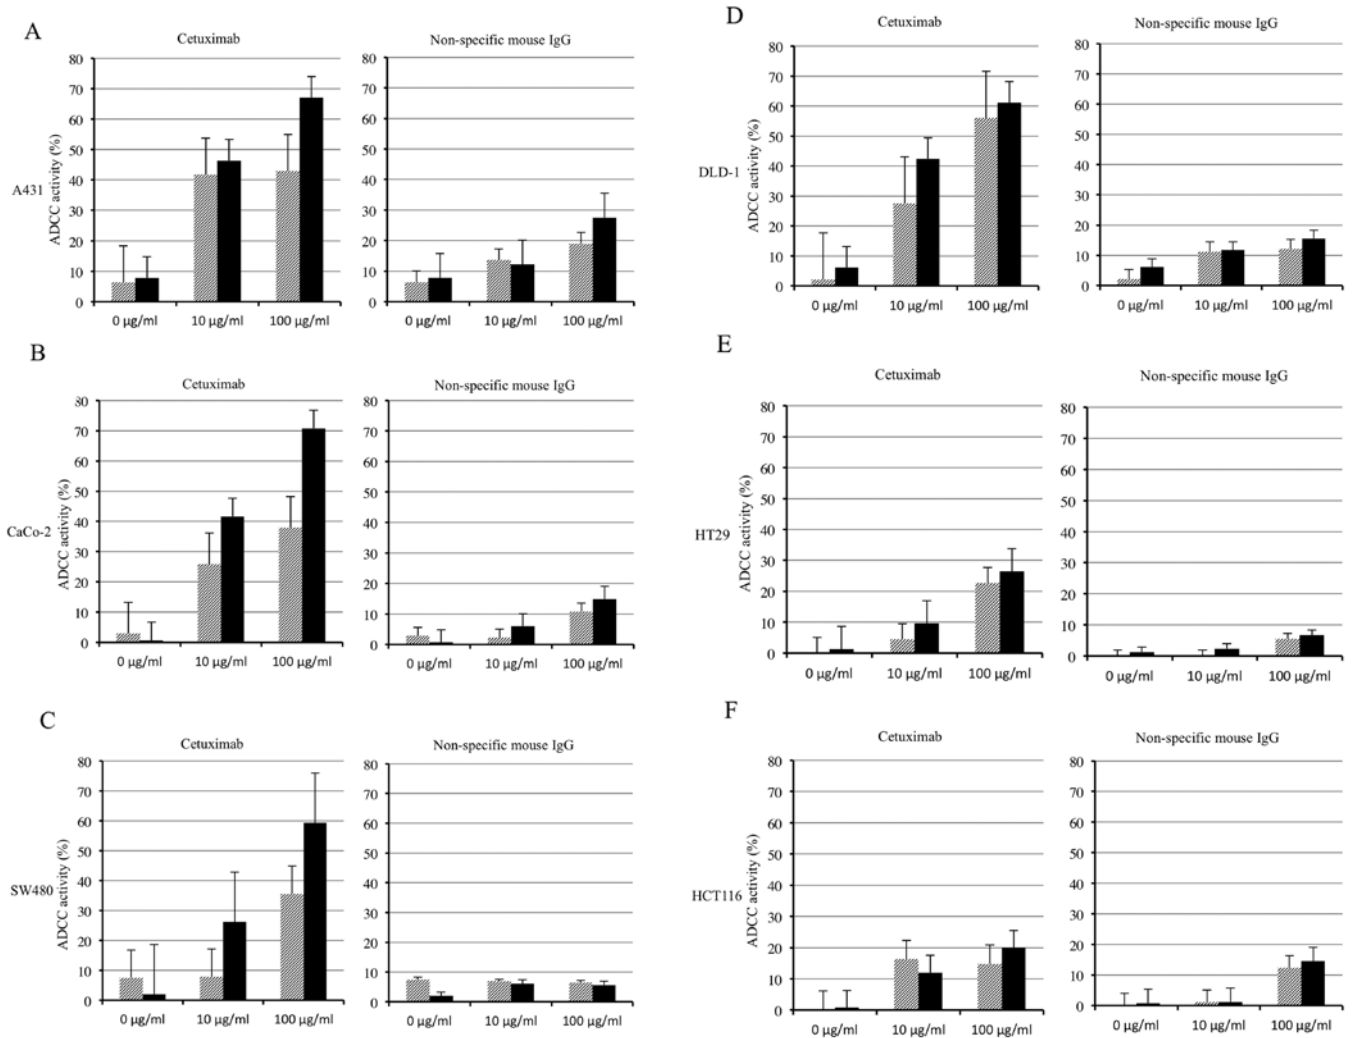 A
Cetuximab
Non-specific mouse IgG
A431
ADCC activity (%)
80
70
60
50
40
30
20
10
0
0 µg/ml
10 µg/ml
100 µg/ml
80
70
60
50
40
30
20
10
0
0 µg/ml
10 µg/ml
100 µg/ml
B
Cetuximab
Non-specific mouse IgG
CaCo-2
ADCC activity (%)
80
70
60
50
40
30
20
10
0
0 µg/ml
10 µg/ml
100 µg/ml
80
70
60
50
40
30
20
10
0
0 µg/ml
10 µg/ml
100 µg/ml
C
Cetuximab
Non-specific mouse IgG
SW480
ADCC activity (%)
80
70
60
50
40
30
20
10
0
0 µg/ml
10 µg/ml
100 µg/ml
80
70
60
50
40
30
20
10
0
0 µg/ml
10 µg/ml
100 µg/ml
D
Cetuximab
Non-specific mouse IgG
DLD-1
ADCC activity (%)
80
70
60
50
40
30
20
10
0
0 µg/ml
10 µg/ml
100 µg/ml
80
70
60
50
40
30
20
10
0
0 µg/ml
10 µg/ml
100 µg/ml
E
Cetuximab
Non-specific mouse IgG
HT29
ADCC activity (%)
80
70
60
50
40
30
20
10
0
0 µg/ml
10 µg/ml
100 µg/ml
80
70
60
50
40
30
20
10
0
0 µg/ml
10 µg/ml
100 µg/ml
F
Cetuximab
Non-specific mouse IgG
HCT116
ADCC activity (%)
80
70
60
50
40
30
20
10
0
0 µg/ml
10 µg/ml
100 µg/ml
80
70
60
50
40
30
20
10
0
0 µg/ml
10 µg/ml
100 µg/ml